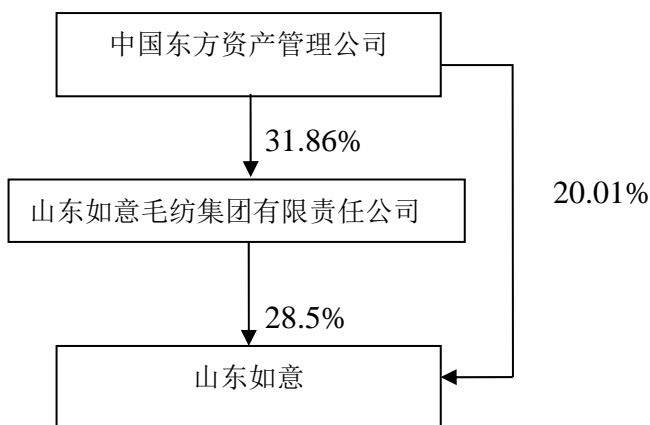 中国东方资产管理公司
31.86%
山东如意毛纺集团有限责任公司
20.01%
28.5%
山东如意